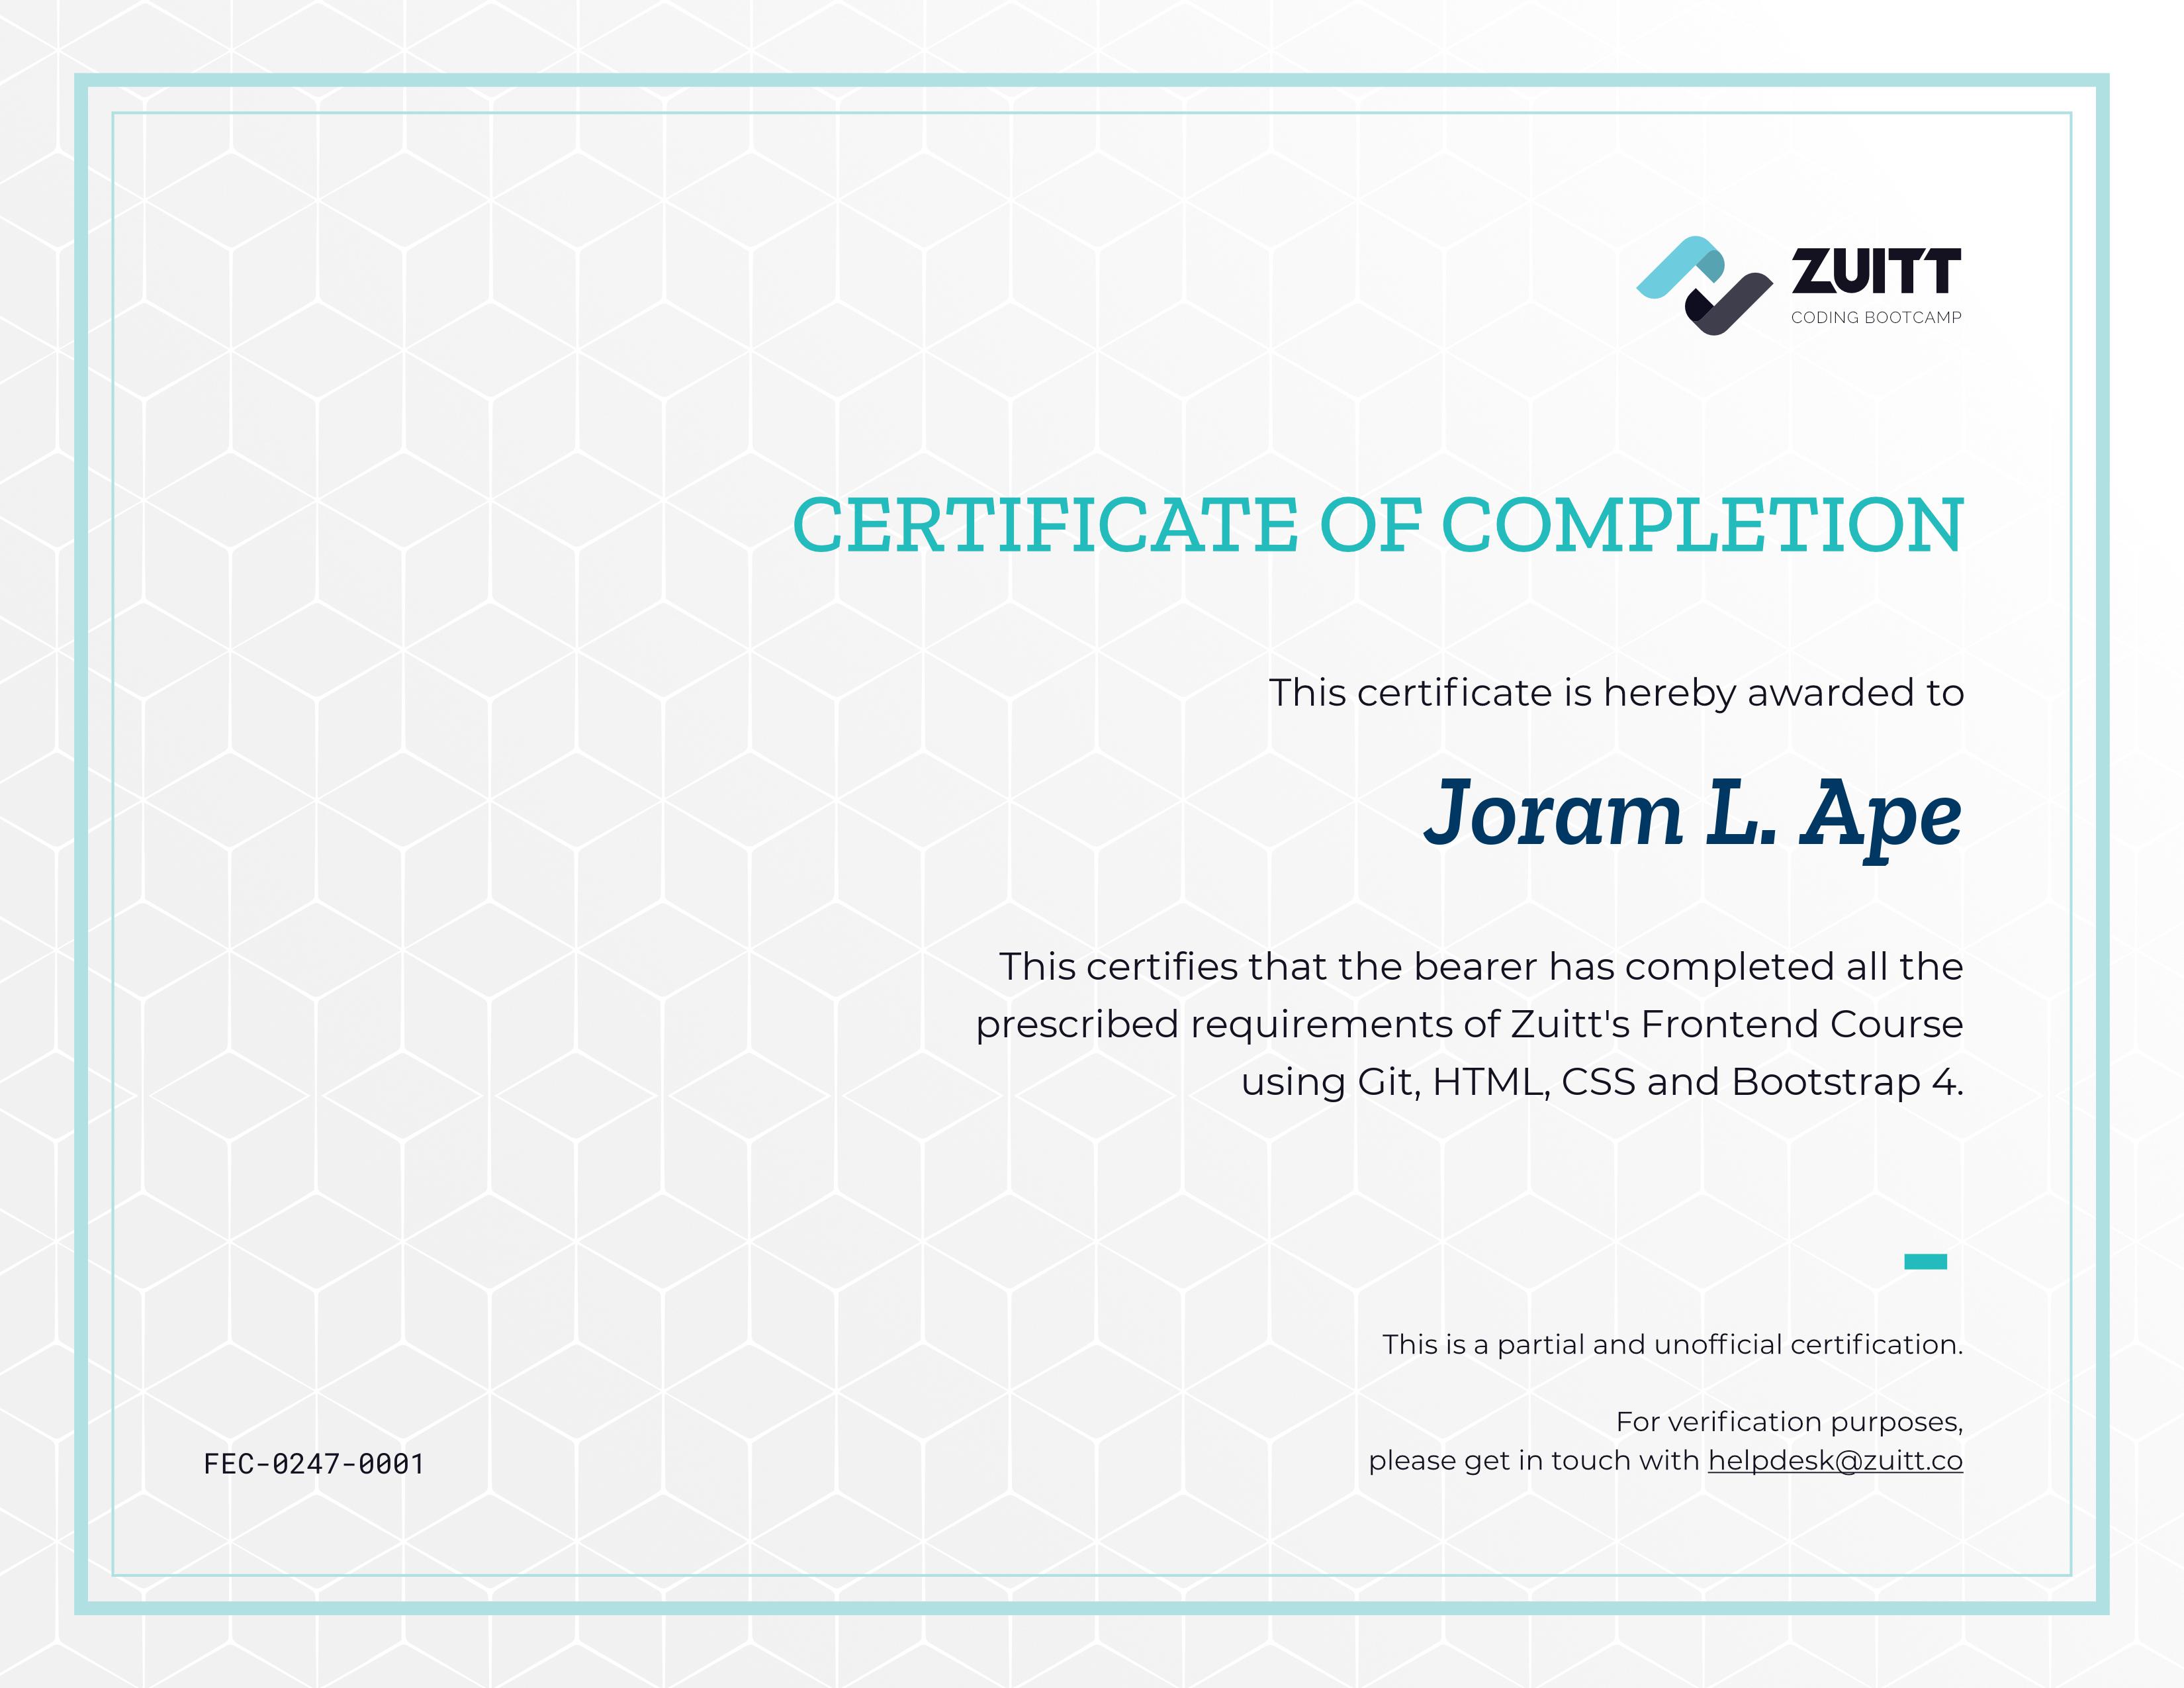 ZUITT
CODING BOOTCAMP
CERTIFICATE OF COMPLETION
This certificate is hereby awarded to
Joram L. Ape
This certifies that the bearer has completed all the
prescribed requirements of Zuitt's Frontend Course
using Git, HTML, CSS and Bootstrap 4.
This is a partial and unofficial certification.
For verification purposes,
please get in touch with helpdesk@zuitt.co
FEC-0247-0001